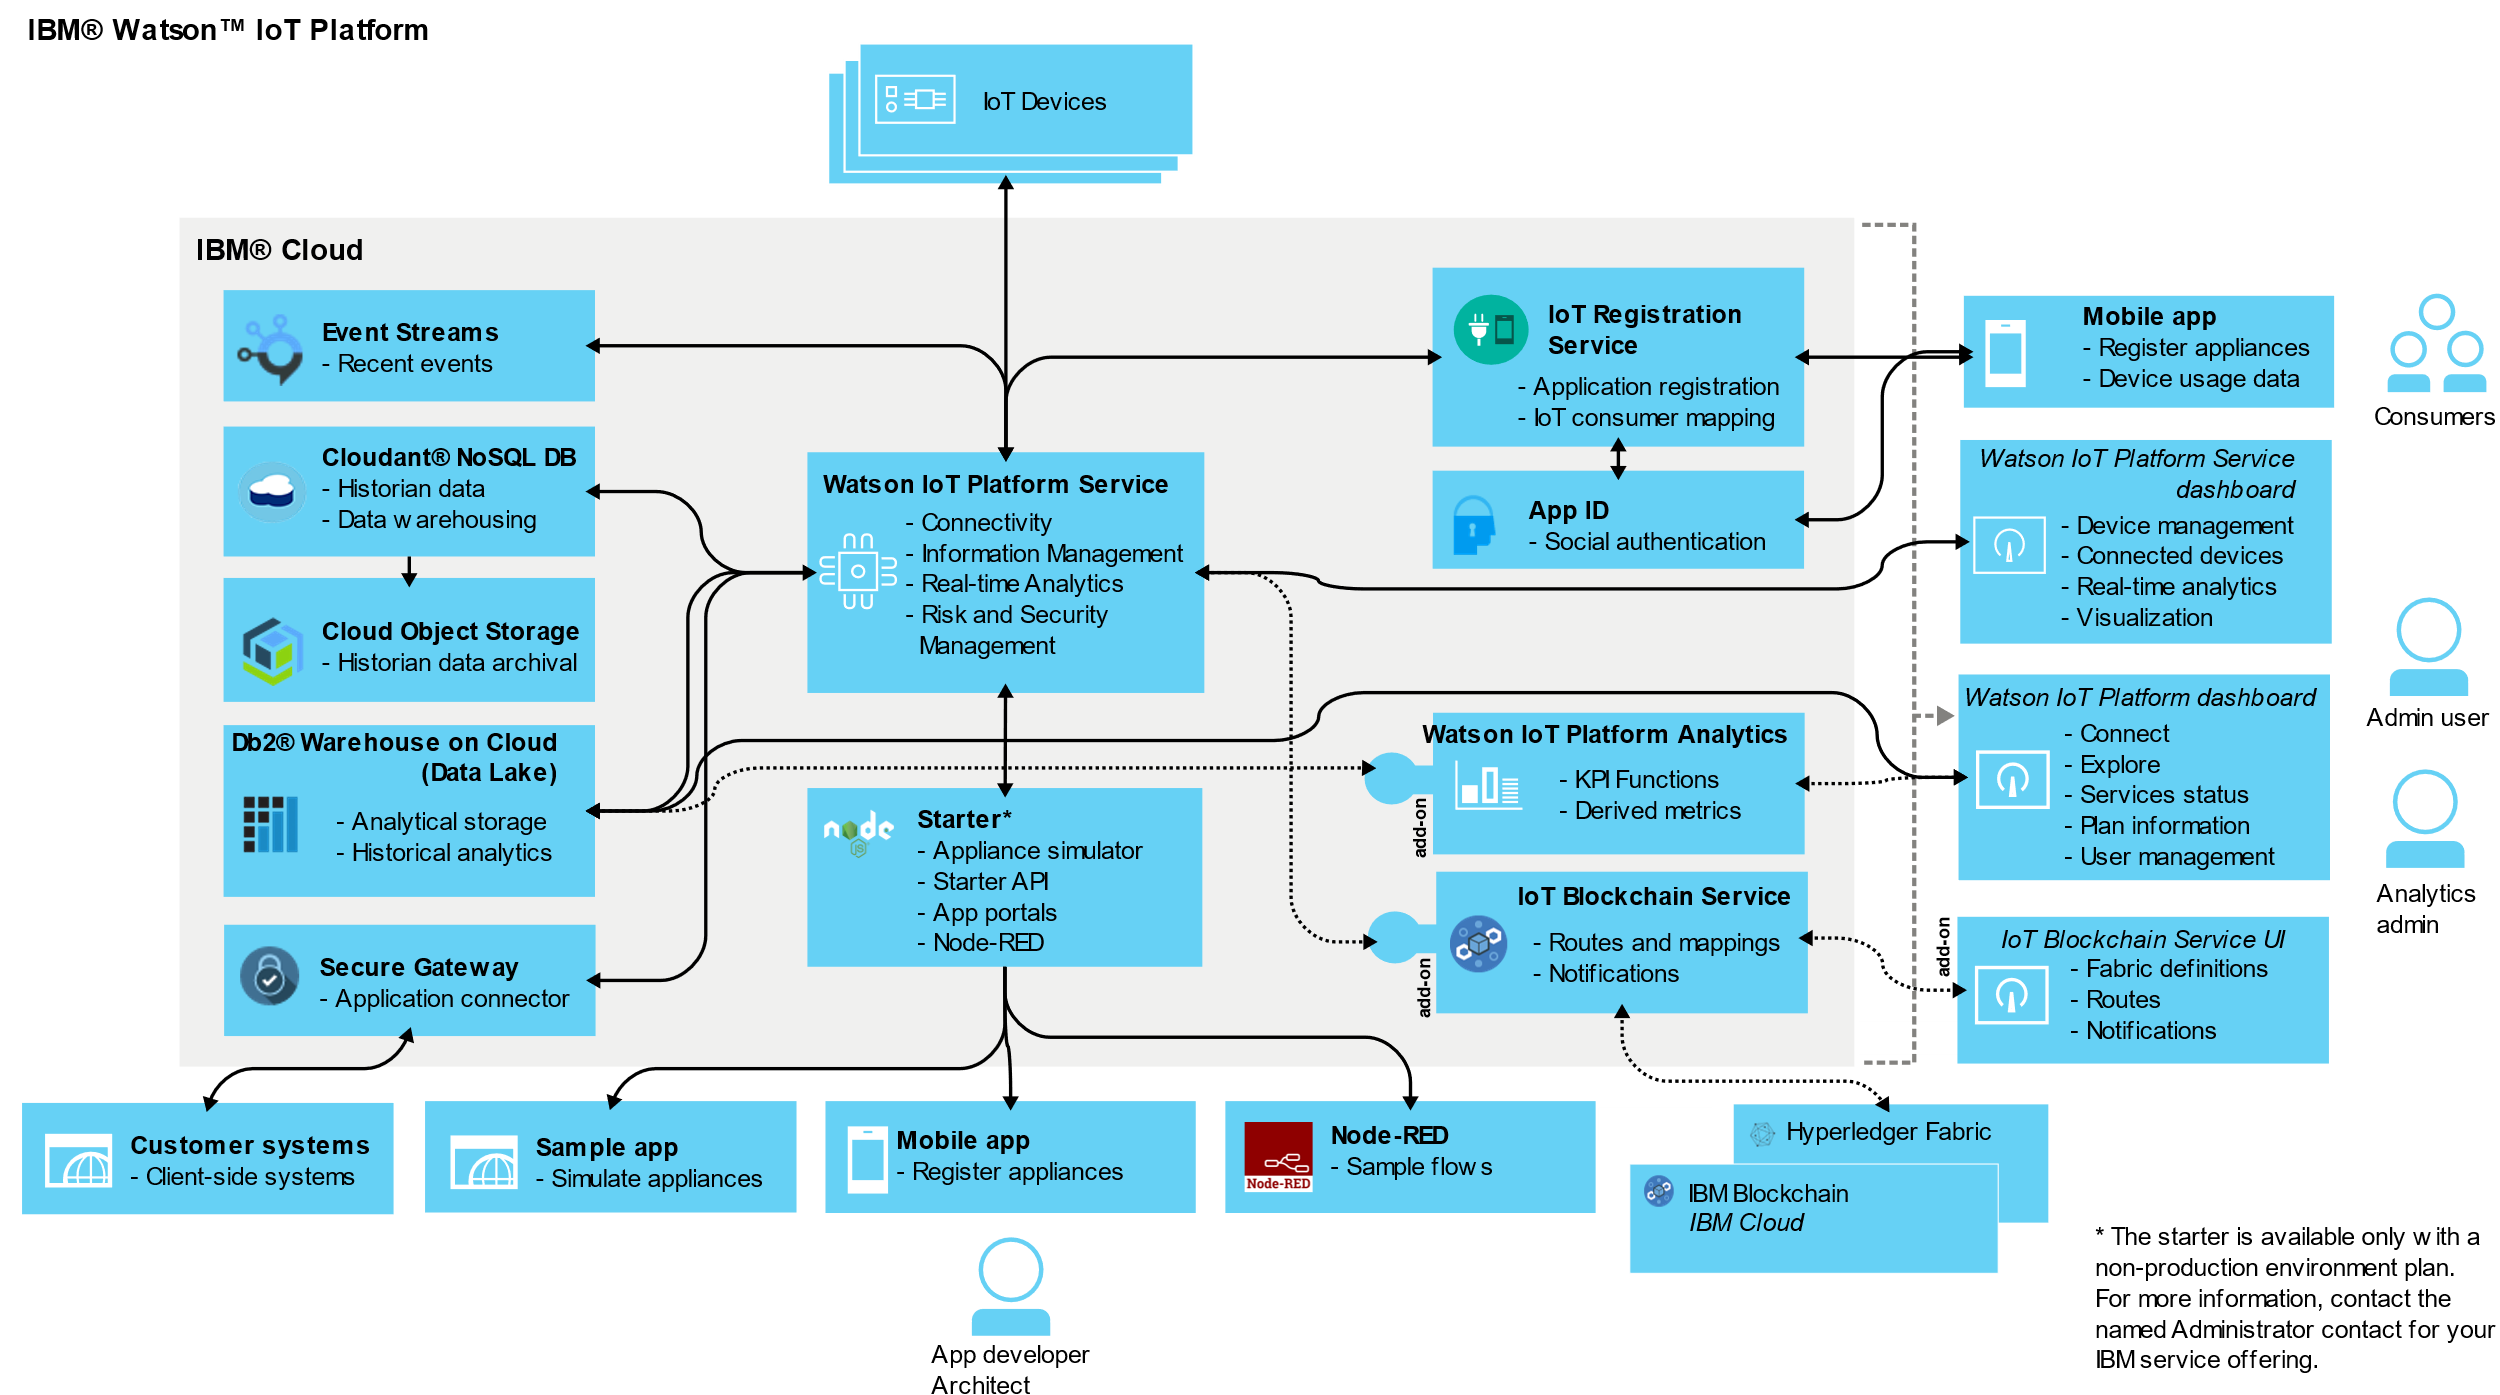 IBM® Watson™ IoT Platform
IoT Devices
IBM® Cloud
Event Streams
- Recent events
Cloudant® NoSQL DB
- Historian data
- Data warehousing
Cloud Object Storage
- Historian data archival
Db2® Warehouse on Cloud
(Data Lake)
- Analytical storage
- Historical analytics
Secure Gateway
- Application connector
Watson IoT Platform Service
- Connectivity
- Information Management
- Real-time Analytics
- Risk and Security
Management
node
JS
Starter*
- Appliance simulator
- Starter API
- App portals
- Node-RED
IoT Registration
Service
- Application registration
- IoT consumer mapping
App ID
- Social authentication
Watson IoT Platform Analytics
- KPI Functions
- Derived metrics
add-on
IoT Blockchain Service
- Routes and mappings
- Notifications
add-on
Mobile app
- Register appliances
- Device usage data
Consumers
Watson IoT Platform Service
dashboard
- Device management
- Connected devices
- Real-time analytics
- Visualization
Admin user
Watson IoT Platform dashboard
- Connect
- Explore
- Services status
- Plan information
- User management
Analytics
admin
add-on
IoT Blockchain Service UI
- Fabric definitions
- Routes
- Notifications
Customer systems
- Client-side systems
Sample app
- Simulate appliances
Mobile app
- Register appliances
Node-RED
Node-RED
- Sample flows
Hyperledger Fabric
IBM Blockchain
IBM Cloud
App developer
Architect
* The starter is available only with a
non-production environment plan.
For more information, contact the
named Administrator contact for your
IBM service offering.